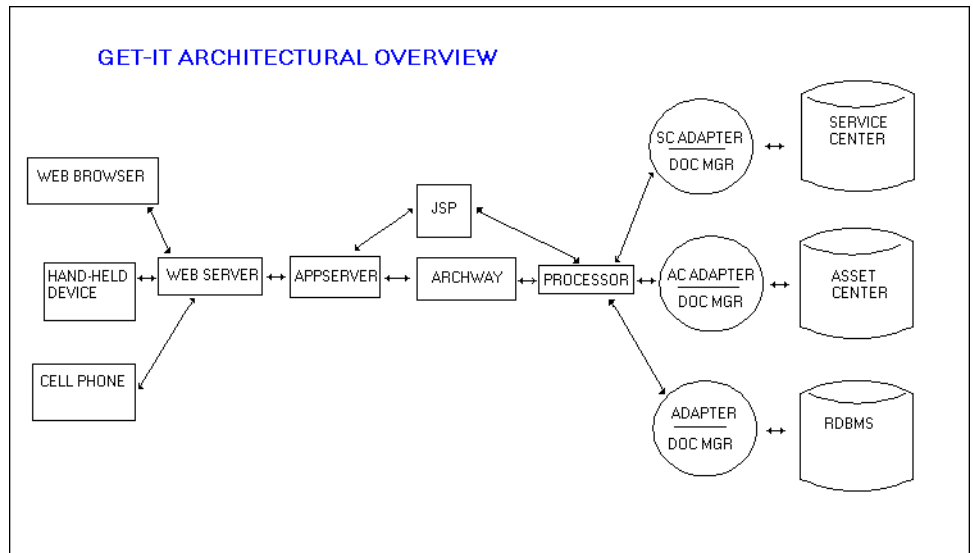 GET-IT ARCHITECTURAL OVERVIEW
WEB BROWSER
HAND-HELD
DEVICE
CELL PHONE
WEB SERVER
APPSERVER
JSP
ARCHWAY
PROCESSOR
SC ADAPTER
DOC MGR
AC ADAPTER
DOC MGR
ADAPTER
DOC MGR
SERVICE
CENTER
ASSET
CENTER
RDBMS